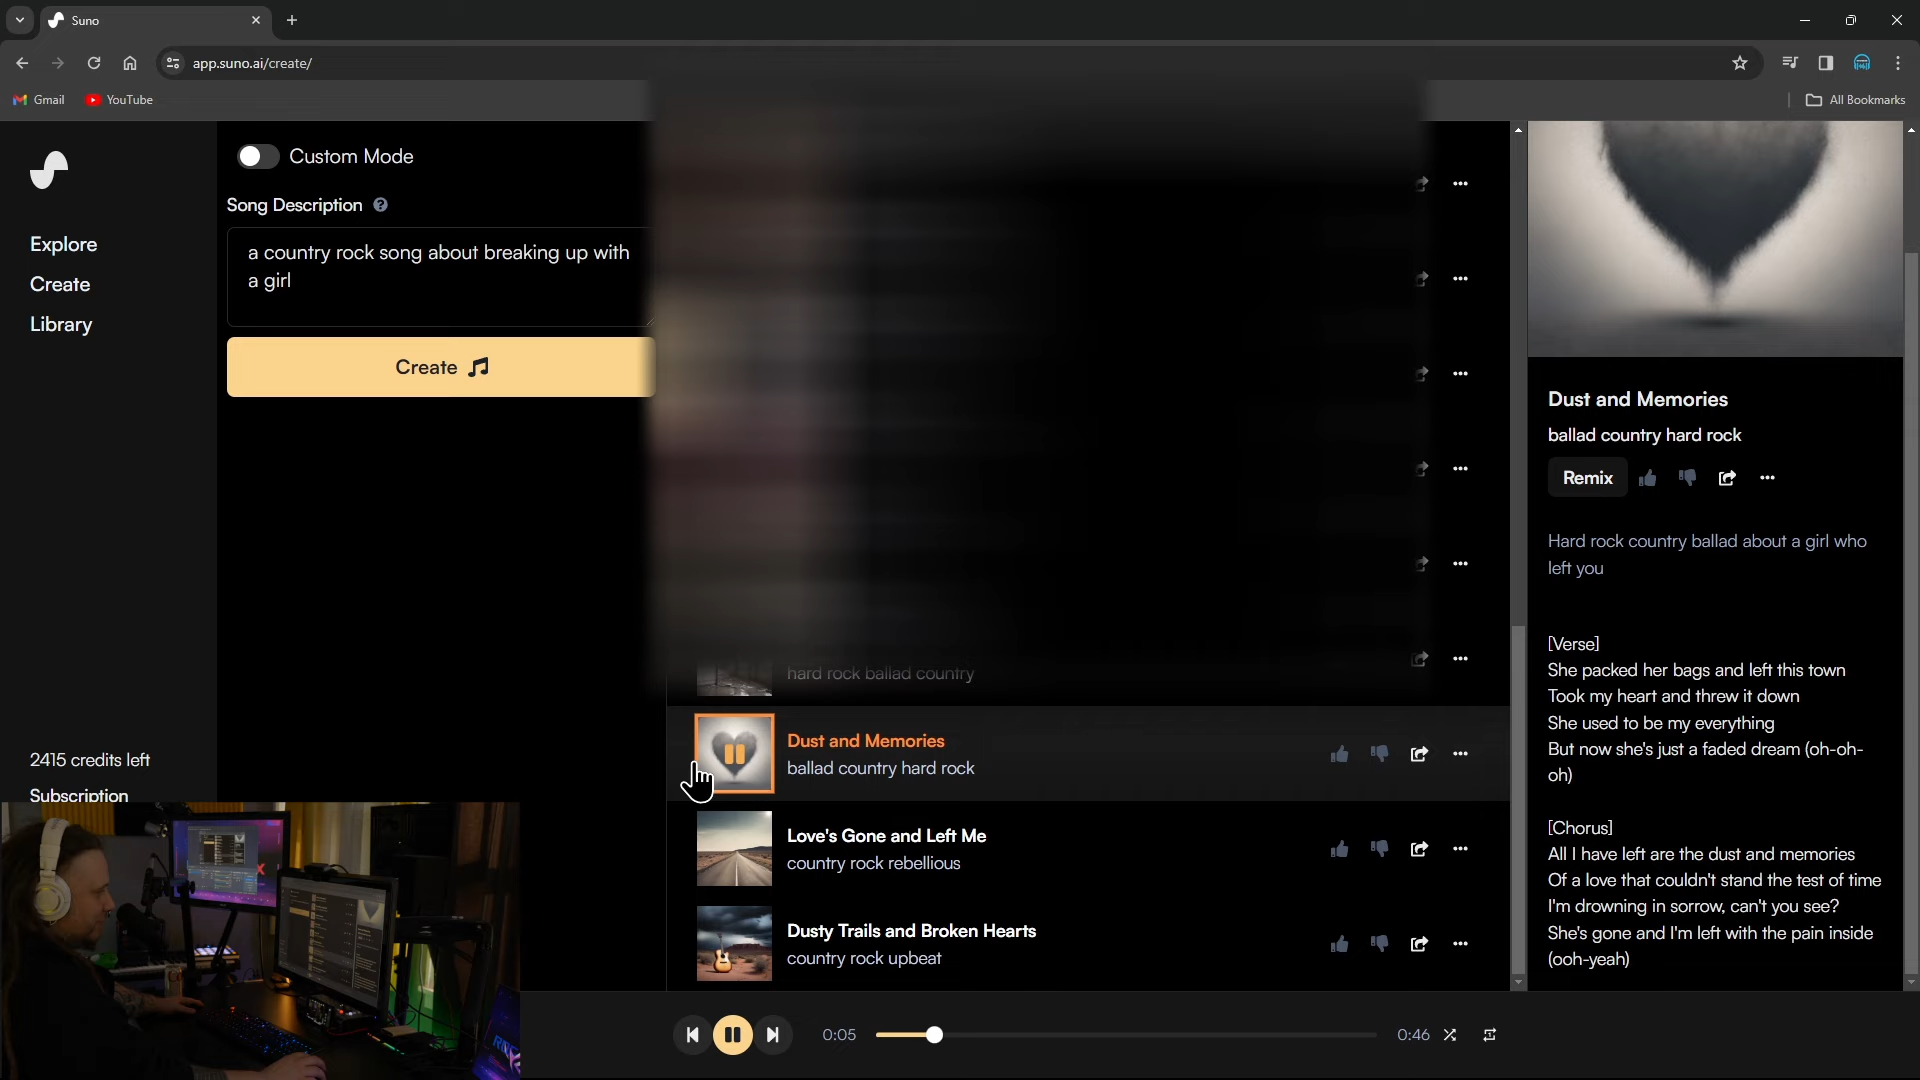 Suno
app.suno.ai/create/
Gmail
YouTube
All Bookmarks
Custom Mode
Song Description ?
Explore
Create
Library
a country rock song about breaking up with
a girl
Create
2415 credits left
Subscription
hard rock ballad country
Dust and Memories
ballad country hard rock
Love's Gone and Left Me
country rock rebellious
Dusty Trails and Broken Hearts
country rock upbeat
Dust and Memories
ballad country hard rock
Remix
Hard rock country ballad about a girl who
left you
[Verse]
She packed her bags and left this town
Took my heart and threw it down
She used to be my everything
But now she's just a faded dream (oh-oh-
oh)
[Chorus]
All I have left are the dust and memories
Of a love that couldn't stand the test of time
I'm drowning in sorrow, can't you see?
She's gone and I'm left with the pain inside
(ooh-yeah)
0:05
0:46